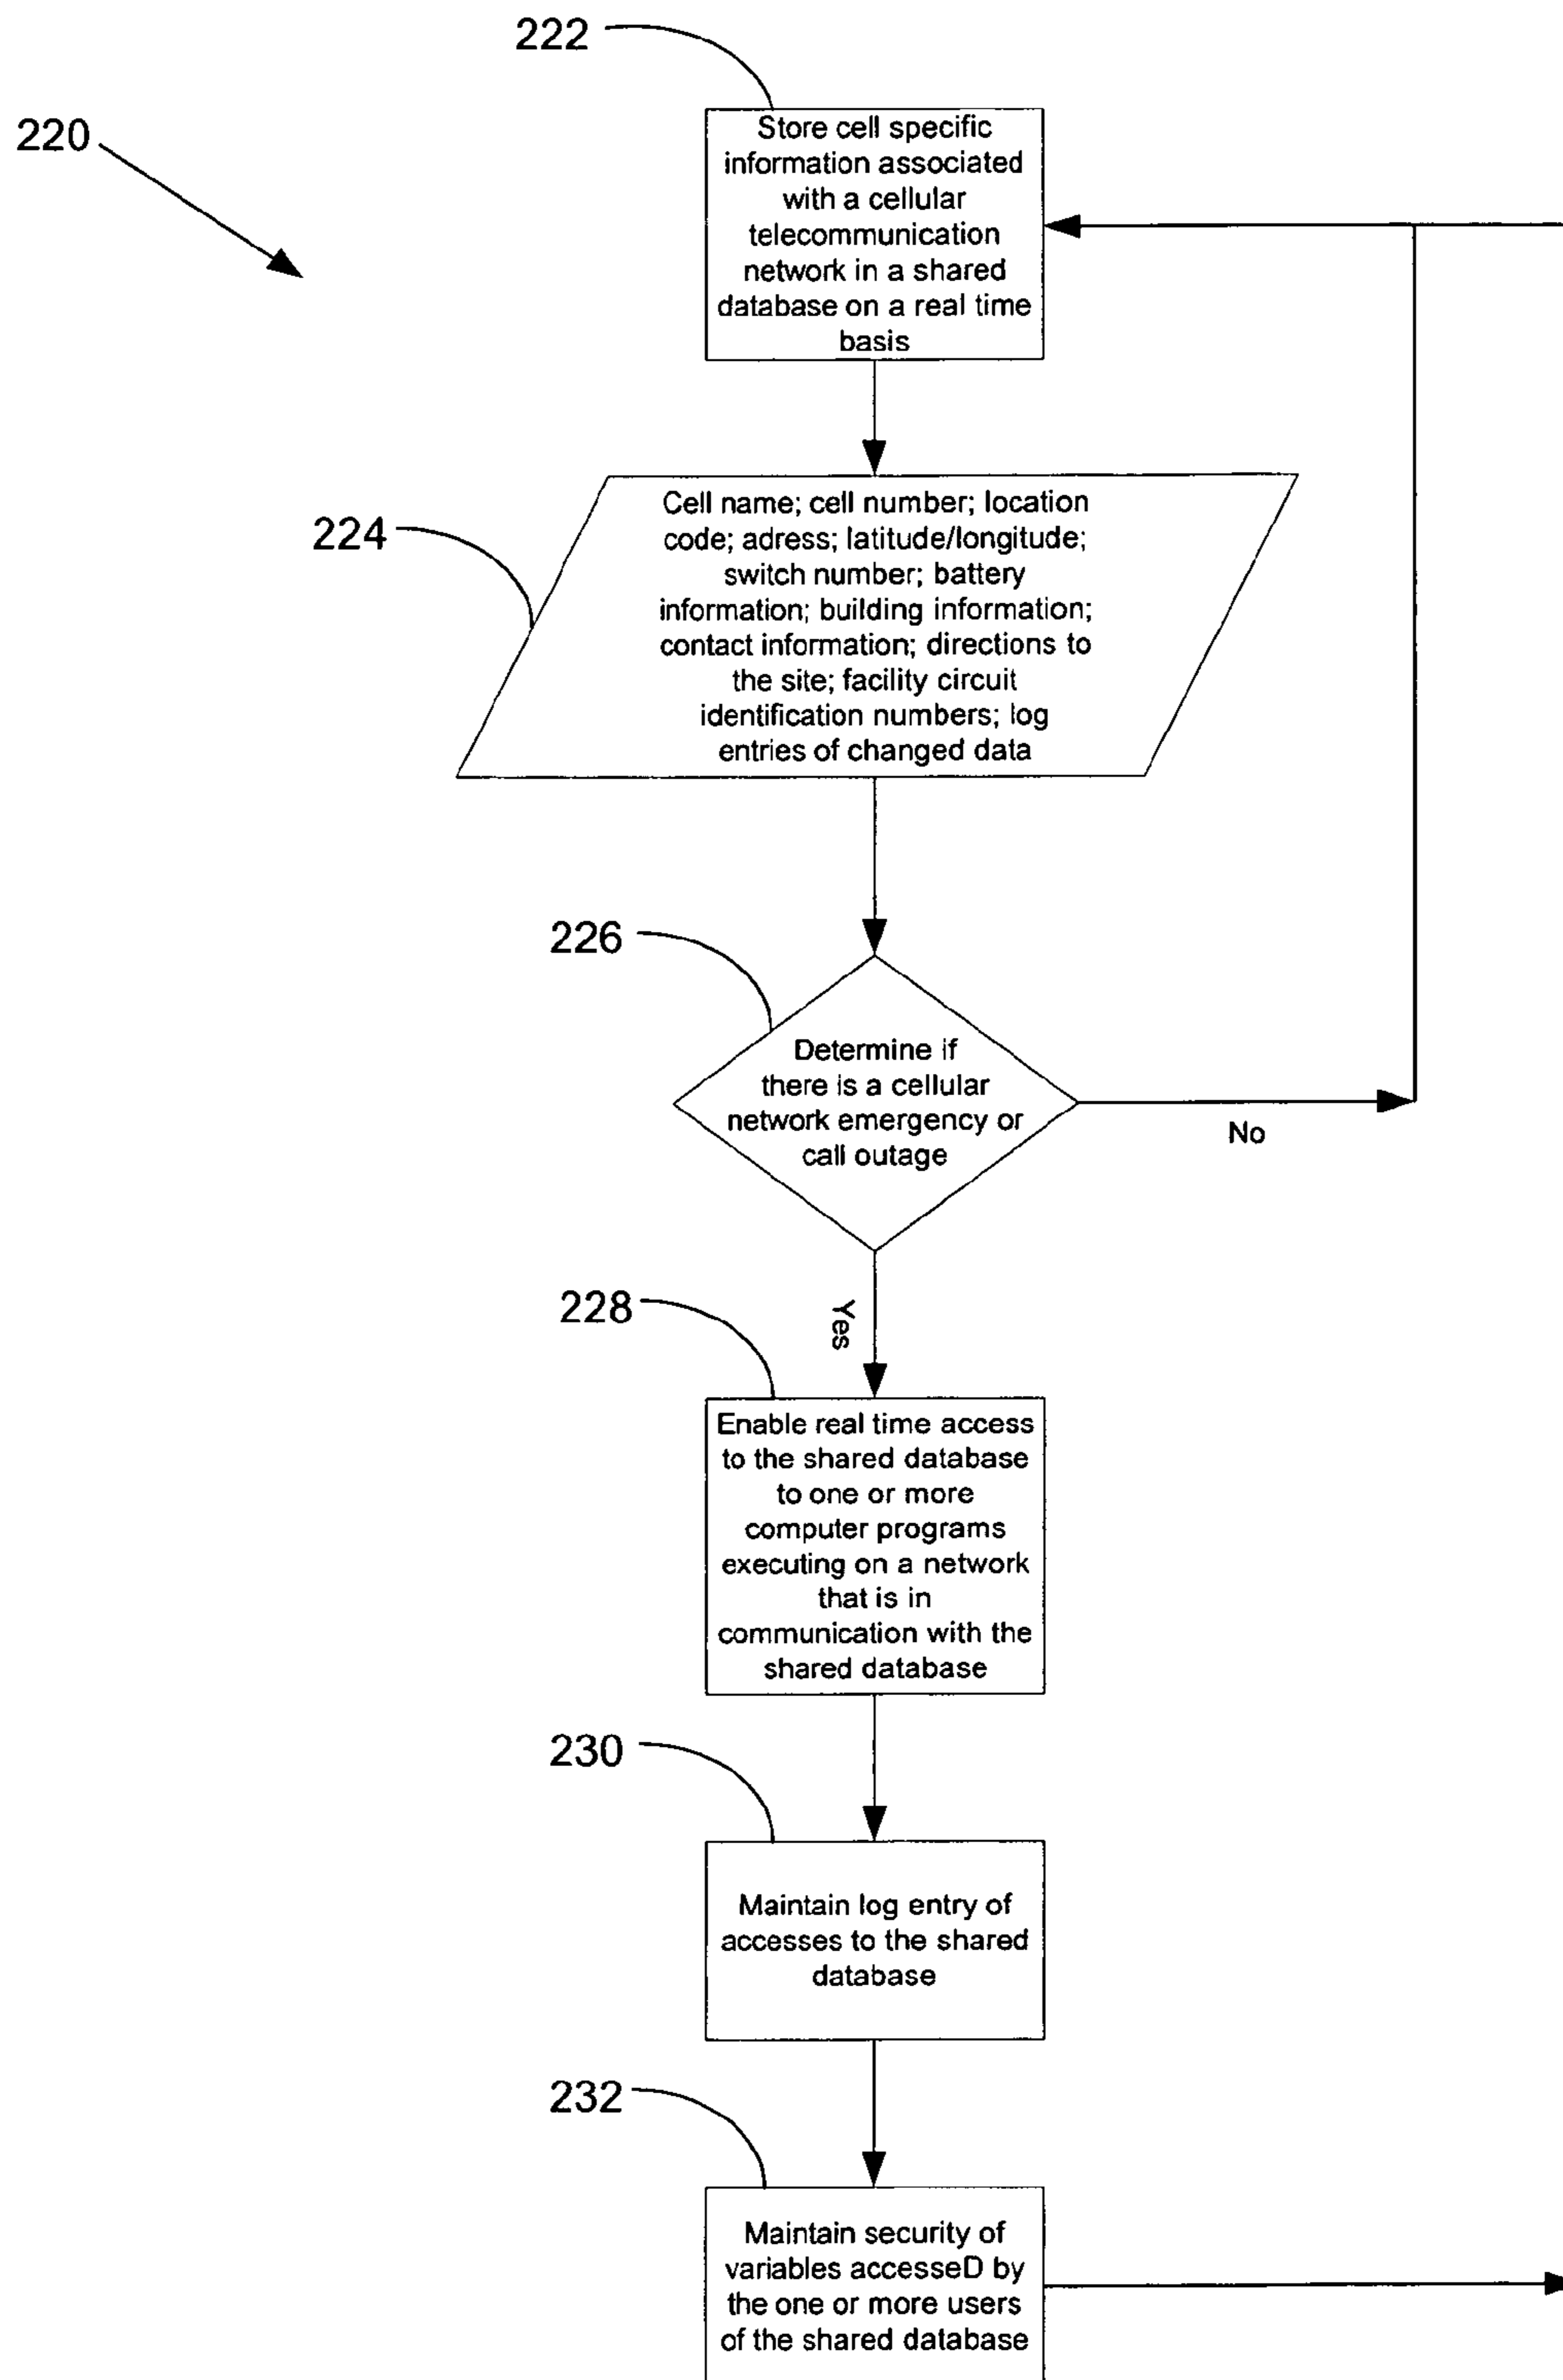 222
220
Store cell specific
information associated
with a cellular
telecommunication
network in a shared
database on a real time
basis
224
Cell name; cell number; location
code; adress; latitude/longitude;
switch number; battery
information; building information;
contact information; directions to
the site; facility circuit
identification numbers; log
entries of changed data
226
Determine if
there is a cellular
network emergency or
call outage
No
Yes
228
Enable real time access
to the shared database
to one or more
computer programs
executing on a network
that is in
communication with the
shared database
230
Maintain log entry of
accesses to the shared
database
232
Maintain security of
variables accesseD by
the one or more users
of the shared database